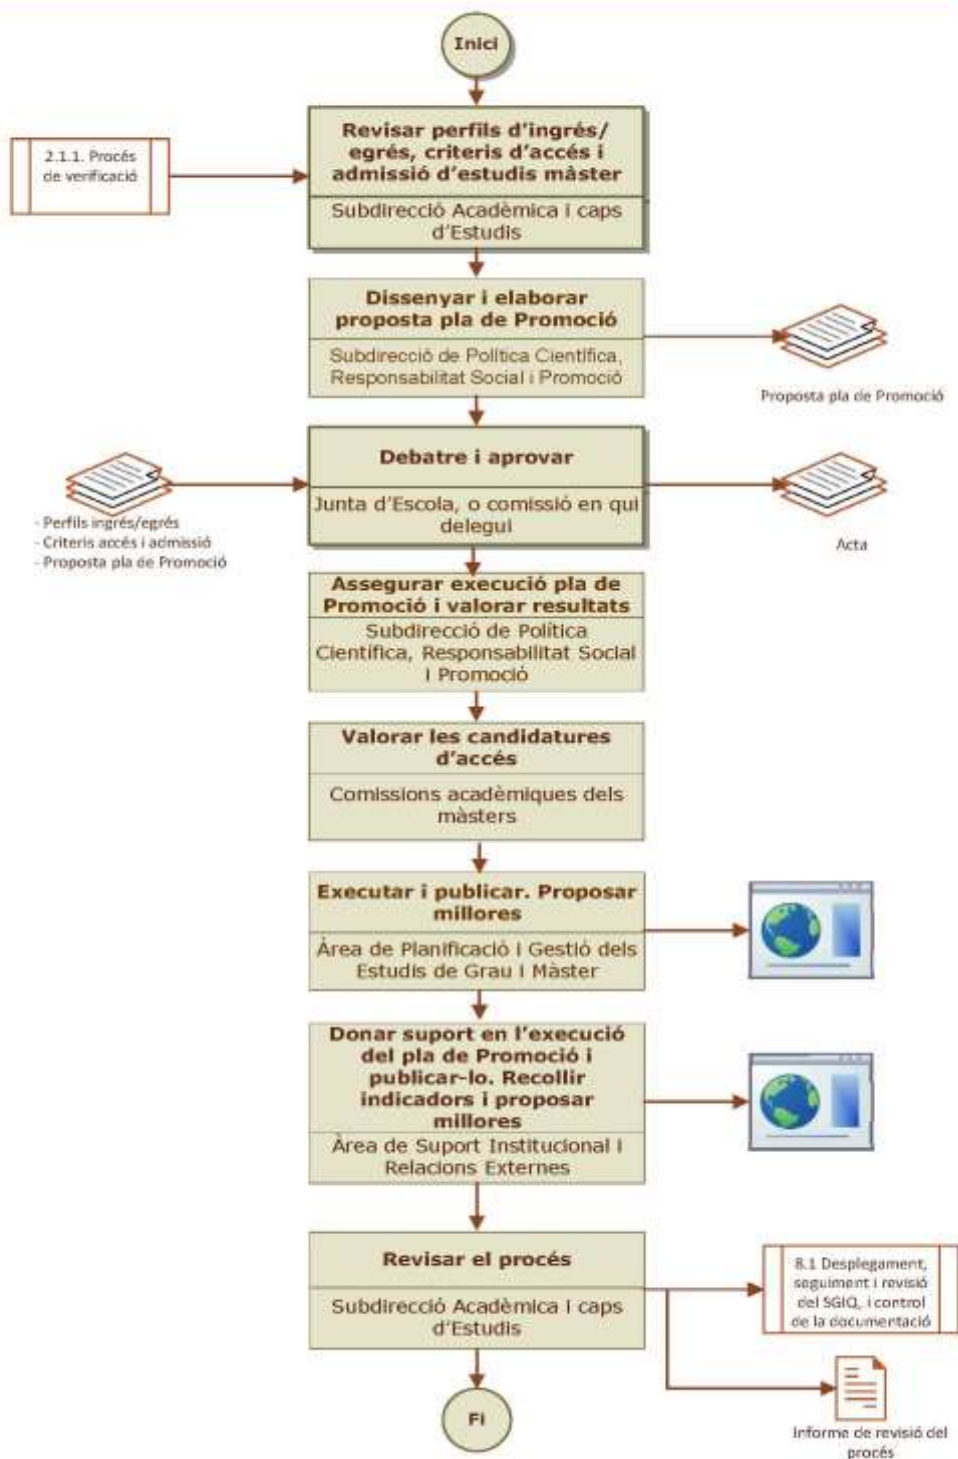 Inici
Revisar perfils d'ingrés/
egrés, criteris d'accés i
admissió d'estudis màster
Subdirecció Acadèmica i caps
d'Estudis
2.1.1. Procés
de verificació
Dissenyar i elaborar
proposta pla de Promoció
Subdirecció de Política Científica,
Responsabilitat Social i Promoció
Proposta pla de Promoció
Debatre i aprovar
Junta d'Escola, o comissió en qui
delegui
- Perfils ingrés/egrés
- Criteris accés i admissió
- Proposta pla de Promoció
Acta
Assegurar execució pla de
Promoció i valorar resultats
Subdirecció de Política
Científica, Responsabilitat Social
i Promoció
Valorar les candidatures
d'accés
Comissions acadèmiques dels
màsters
Executar i publicar. Proposar
millores
Àrea de Planificació i Gestió dels
Estudis de Grau i Màster
Donar suport en l'execució
del pla de Promoció i
publicar-lo. Recollir
indicadors i proposar
millores
Àrea de Suport Institucional i
Relacions Externes
Revisar el procés
Subdirecció Acadèmica i caps
d'Estudis
8.1 Desplegament,
seguiment i revisió
del SGIQ, i control
de la documentació
Informe de revisió del
procés
Fi